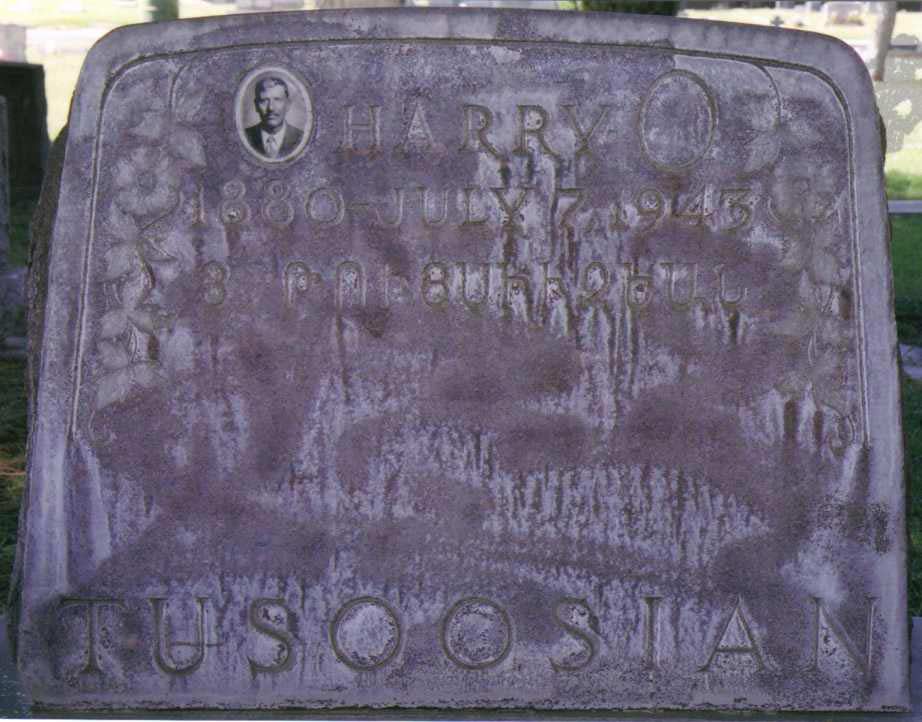 HARRY
1880-JULY 7, 1943
TUSOOSIAN